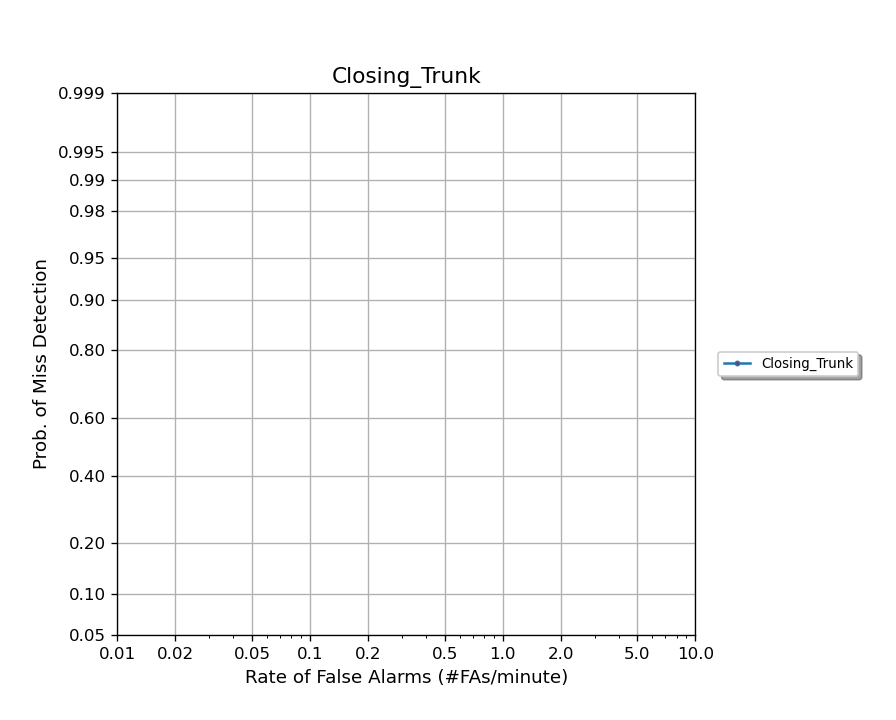 Closing_Trunk
0.999
0.995
0.99
0.98
0.95
0.90
0.80
0.60
0.40
0.20
0.10
0.05
Prob. of Miss Detection
0.01 0.02 0.05 0.1 0.2 0.5 1.0 2.0 5.0 10.0
Rate of False Alarms (#FAs/minute)
Closing_Trunk